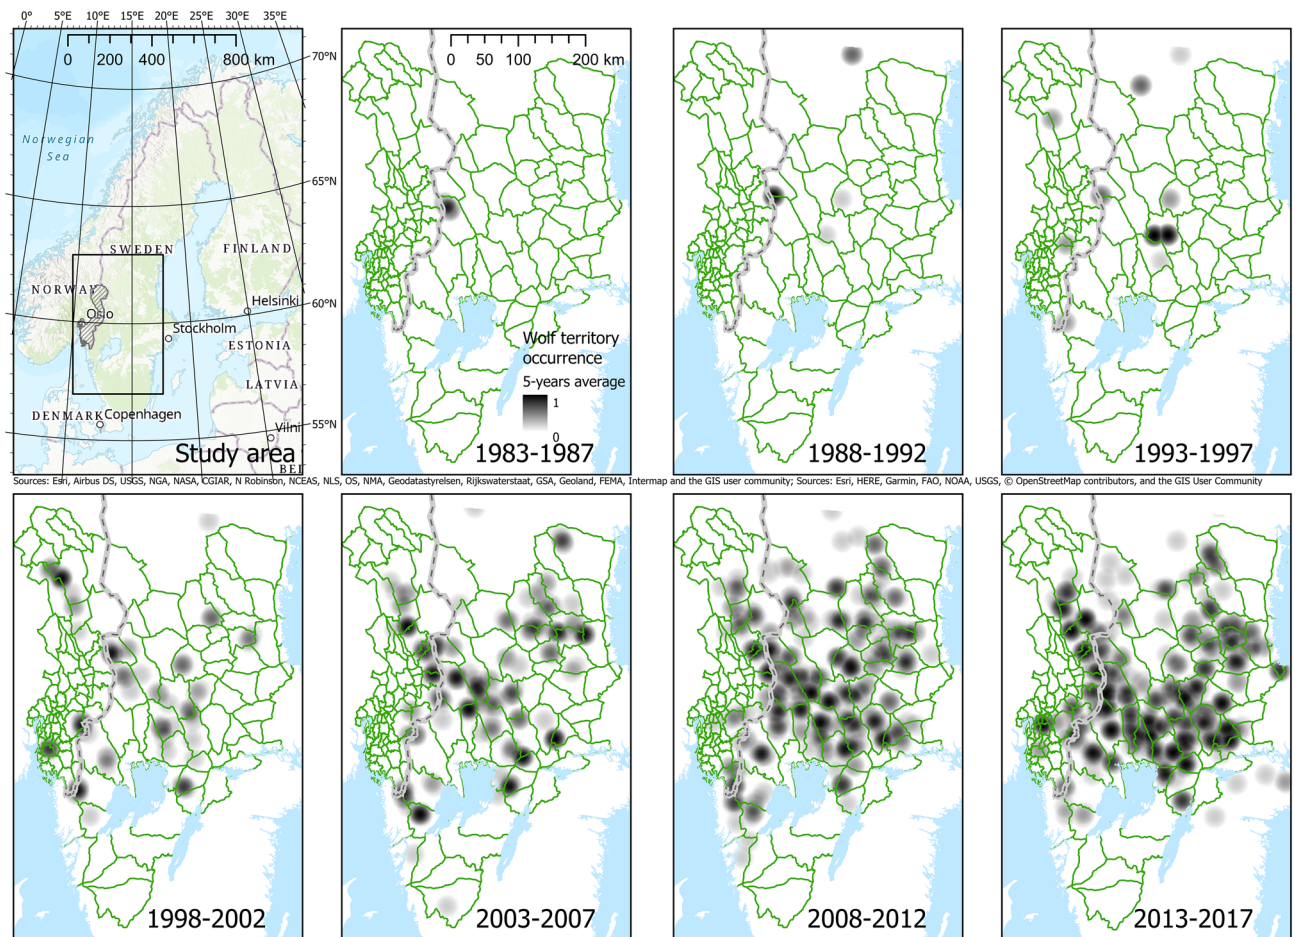 0° 5°E 10°E 15°E 20°E 25°E 30°E 35°E
0 200 400 800 km
70°N
65°N
60°N
55°N
Norwegian
Sea
SWEDEN
FINLAND
NORWAY
Oslo
Helsinki
Stockholm
ESTONIA
LATVIA
DENMARK
Copenhagen
Vilni
Study area
BEL
0 50 100 200 km
Wolf territory
occurrence
5-years average
1
0
1983-1987
1988-1992
1993-1997
Sources: Esri, Airbus DS, USGS, NGA, NASA, CGIAR, N Robinson, NCEAS, NLS, OS, NMA, Geodatastyrelsen, Rijkswaterstaat, GSA, Geoland, FEMA, Intermap and the GIS user community; Sources: Esri, HERE, Garmin, FAO, NOAA, USGS, © OpenStreetMap contributors, and the GIS User Community
1998-2002
2003-2007
2008-2012
2013-2017